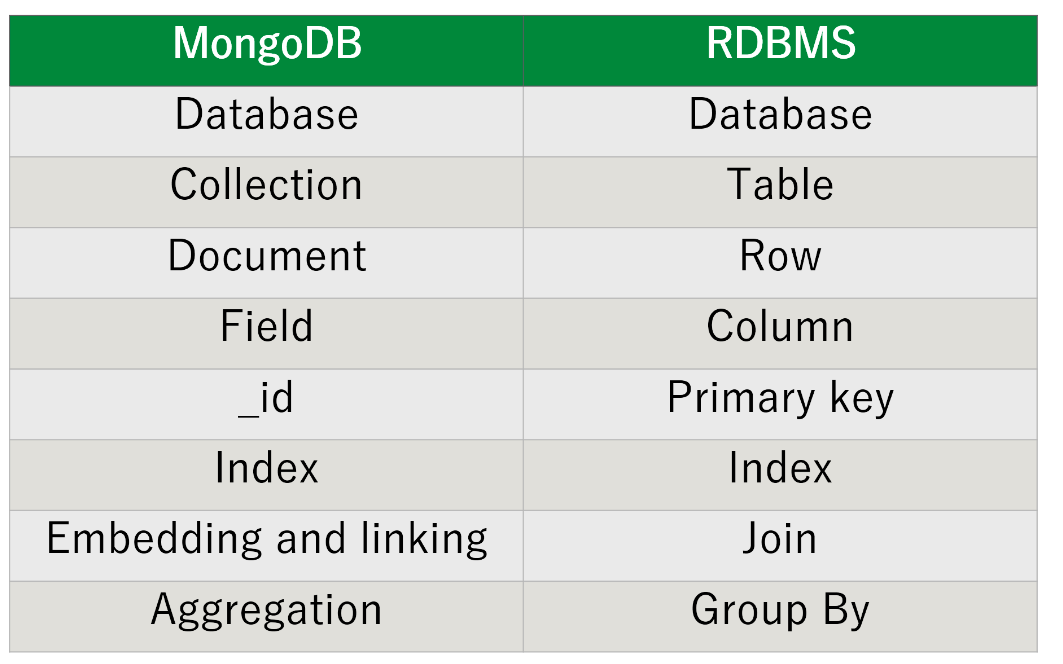 MongoDB RDBMS
Database Database
Collection Table
Document Row
Field Column
_id Primary key
Index Index
Embedding and linking Join
Aggregation Group By